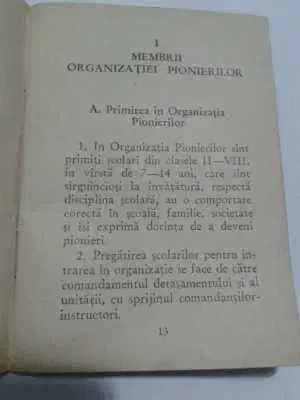 I
MEMBRII
ORGANIZAȚIEI PIONIERILOR
A. Primirea în Organizația
Pionierilor
1. În Organizația Pionierilor sînt
primiți școlari din clasele II—VIII,
în vîrstă de 7—14 ani, care sînt
sîrguincioși la învățătură, respectă
disciplina școlară, au o comportare
corectă în școală, familie, societate
și își exprimă dorința de a deveni
pionieri.
2. Pregătirea școlarilor pentru in-
trarea în organizație se face de către
comandamentul detașamentului și al
unității, cu sprijinul comandanților-
instructori.
13